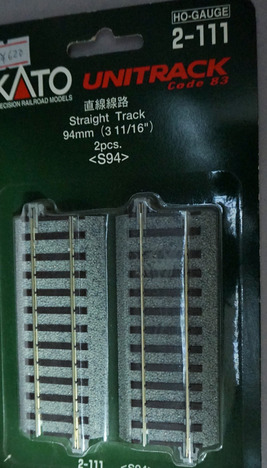 HO-GAUGE
2-111
KATO
PRECISION RAILROAD MODELS
UNITRACK
Code 83
直線線路
Straight Track
94mm (3 11/16")
2pcs.
<S94>
2-111
<S94>